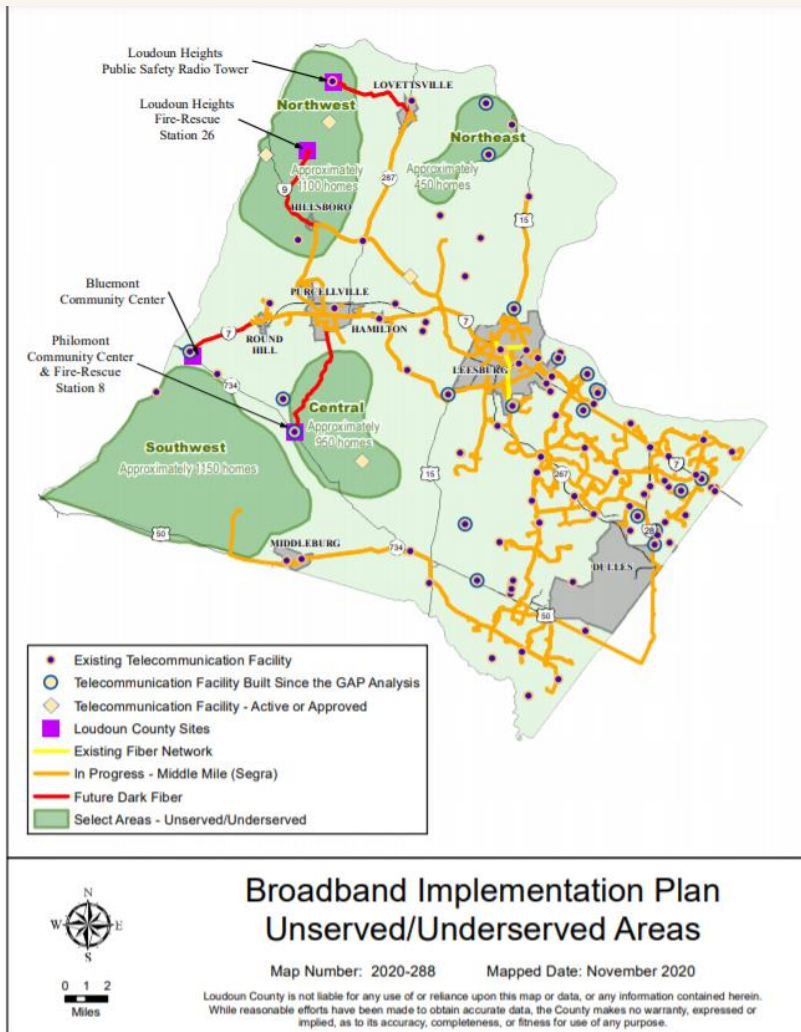 Loudoun Heights
Public Safety Radio Tower
LOVETTSVILLE
Loudoun Heights
Fire-Rescue
Station 26
Northwest
Northeast
Approximately
1100 homes
Approximately
450 homes
287
9
15
HILLSBORO
Bluemont
Community Center
PURCELLVILLE
HAMILTON
7
7
ROUND
HILL
LEESBURG
Philomont
Community Center
& Fire-Rescue
Station 8
734
Central
Approximately
950 homes
Southwest
Approximately 1150 homes
15
267
7
28
50
MIDDLEBURG
734
DULLES
50
Existing Telecommunication Facility
Telecommunication Facility Built Since the GAP Analysis
Telecommunication Facility - Active or Approved
Loudoun County Sites
Existing Fiber Network
In Progress - Middle Mile (Segra)
Future Dark Fiber
Select Areas - Unserved/Underserved
N
W E
S
0 1 2
Miles
Broadband Implementation Plan
Unserved/Underserved Areas
Map Number: 2020-288 Mapped Date: November 2020
Loudoun County is not liable for any use of or reliance upon this map or data, or any information contained herein.
While reasonable efforts have been made to obtain accurate data, the County makes no warranty, expressed or
implied, as to its accuracy, completeness, or fitness for use of any purpose.